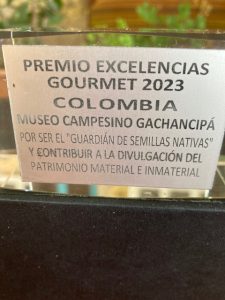 PREMIO EXCELENCIAS
GOURMET 2023
COLOMBIA
MUSEO CAMPESINO GACHANCIPÁ
POR SER EL "GUARDIÁN DE SEMILLAS NATIVAS"
Y CONTRIBUIR A LA DIVULGACIÓN DEL
PATRIMONIO MATERIAL E INMATERIAL